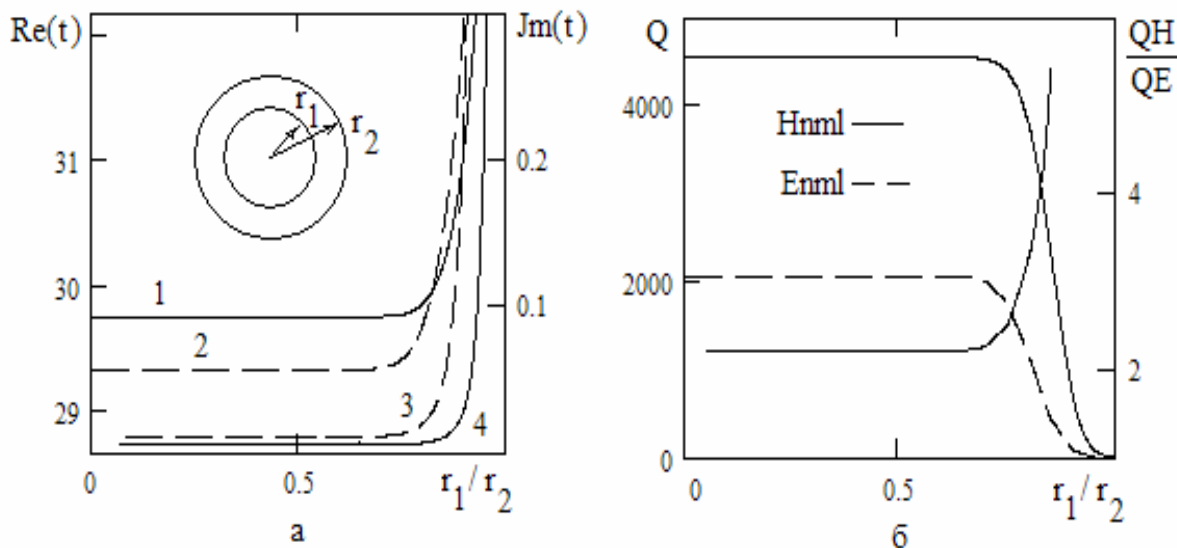 Re(t)
Jm(t)
31
30
29
0.2
0.1
r1
r2
1
2
3
4
0
0.5
r1/r2
а
Q
QH
QE
4000
2000
0
4
2
Hnml
Enml
0
0.5
r1/r2
б